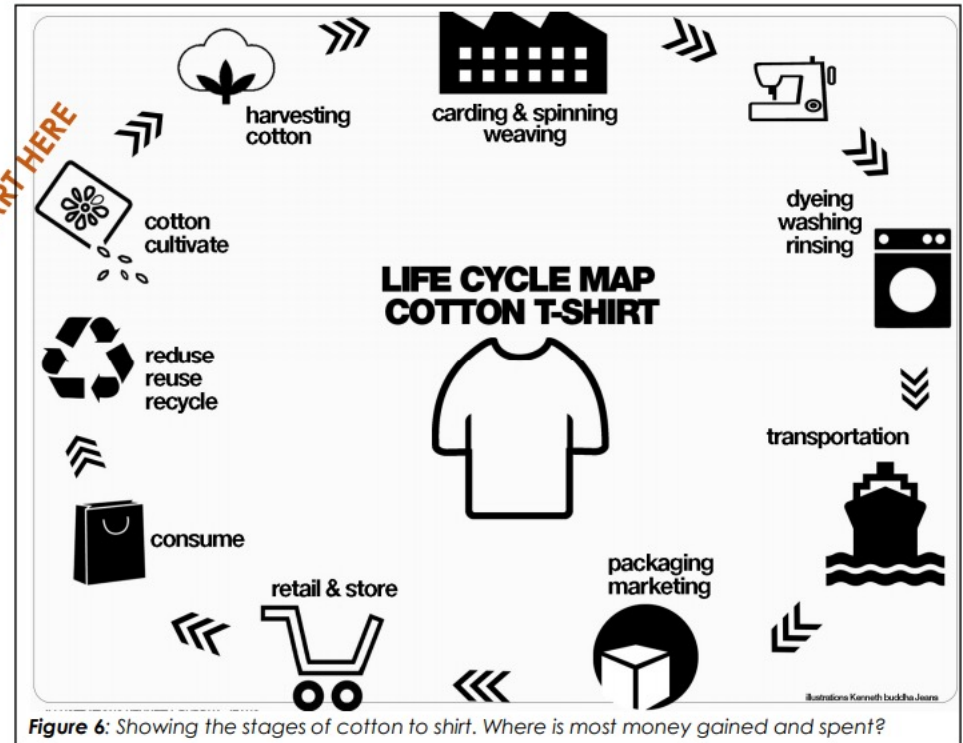 ART HERE
cotton
cultivate
harvesting
cotton
carding & spinning
weaving
dyeing
washing
rinsing
transportation
packaging
marketing
retail & store
consume
reduse
reuse
recycle
LIFE CYCLE MAP
COTTON T-SHIRT
illustrations Kenneth buddha Jeans
Figure 6: Showing the stages of cotton to shirt. Where is most money gained and spent?